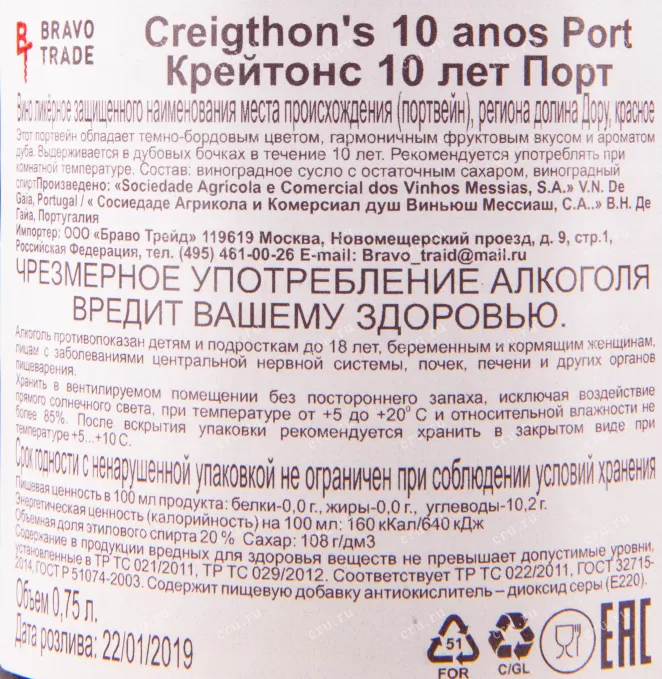 BRAVO
TRADE
Creigthon's 10 anos Port
Крейтонс 10 лет Порт
Вино ликёрное защищенного наименования места происхождения (портвейн), региона долина Дору, красное
Этот портвейн обладает темно-бордовым цветом, гармоничным фруктовым вкусом и ароматом
дуба. Выдерживается в дубовых бочках в течение 10 лет. Рекомендуется употреблять при
комнатной температуре. Состав: виноградное сусло с остаточным сахаром, виноградный
спиртПроизведено: «Sociedade Agricola e Comercial dos Vinhos Messias, S.A.» V.N. De
Gaia, Portugal / « Сосиедаде Агрикола и Комерсиал душ Виньюш Мессиаш, С.А..» В.Н. Де
Гайа, Португалия
Импортер: ООО «Браво Трейд» 119619 Москва, Новомещерский проезд, д. 9, стр.1,
Российская Федерация, тел. (495) 461-00-26 E-mail: Bravo_traid@mail.ru
ЧРЕЗМЕРНОЕ УПОТРЕБЛЕНИЕ АЛКОГОЛЯ
ВРЕДИТ ВАШЕМУ ЗДОРОВЬЮ.
Алкоголь противопоказан детям и подросткам до 18 лет, беременным и кормящим женщинам,
лицам с заболеваниями центральной нервной системы, почек, печени и других органов
пищеварения.
Хранить в вентилируемом помещении без постороннего запаха, исключая воздействие
прямого солнечного света, при температуре от +5 до +20° С и относительной влажности не
более 85%. После вскрытия упаковки рекомендуется хранить в закрытом виде при
температуре +5...+10 С.
Срок годности с ненарушенной упаковкой не ограничен при соблюдении условий хранения
Пищевая ценность в 100 мл продукта: белки-0,0 г., жиры-0,0 г., углеводы-10,2 г.
Энергетическая ценность (калорийность) на 100 мл: 160 кКал/640 кДж
Объемная доля этилового спирта 20 % Сахар: 108 г/дм3
Содержание в продукции вредных для здоровья веществ не превышает допустимые уровни,
установленные в ТР ТС 021/2011, ТР ТС 029/2012. Соответствует ТР ТС 022/2011, ГОСТ 32715-
2014, ГОСТ Р 51074-2003. Содержит пищевую добавку антиокислитель – диоксид серы (Е220).
Объем 0,75 л.
Дата розлива: 22/01/2019
51
FOR
C/GL
EAC
cru.ru